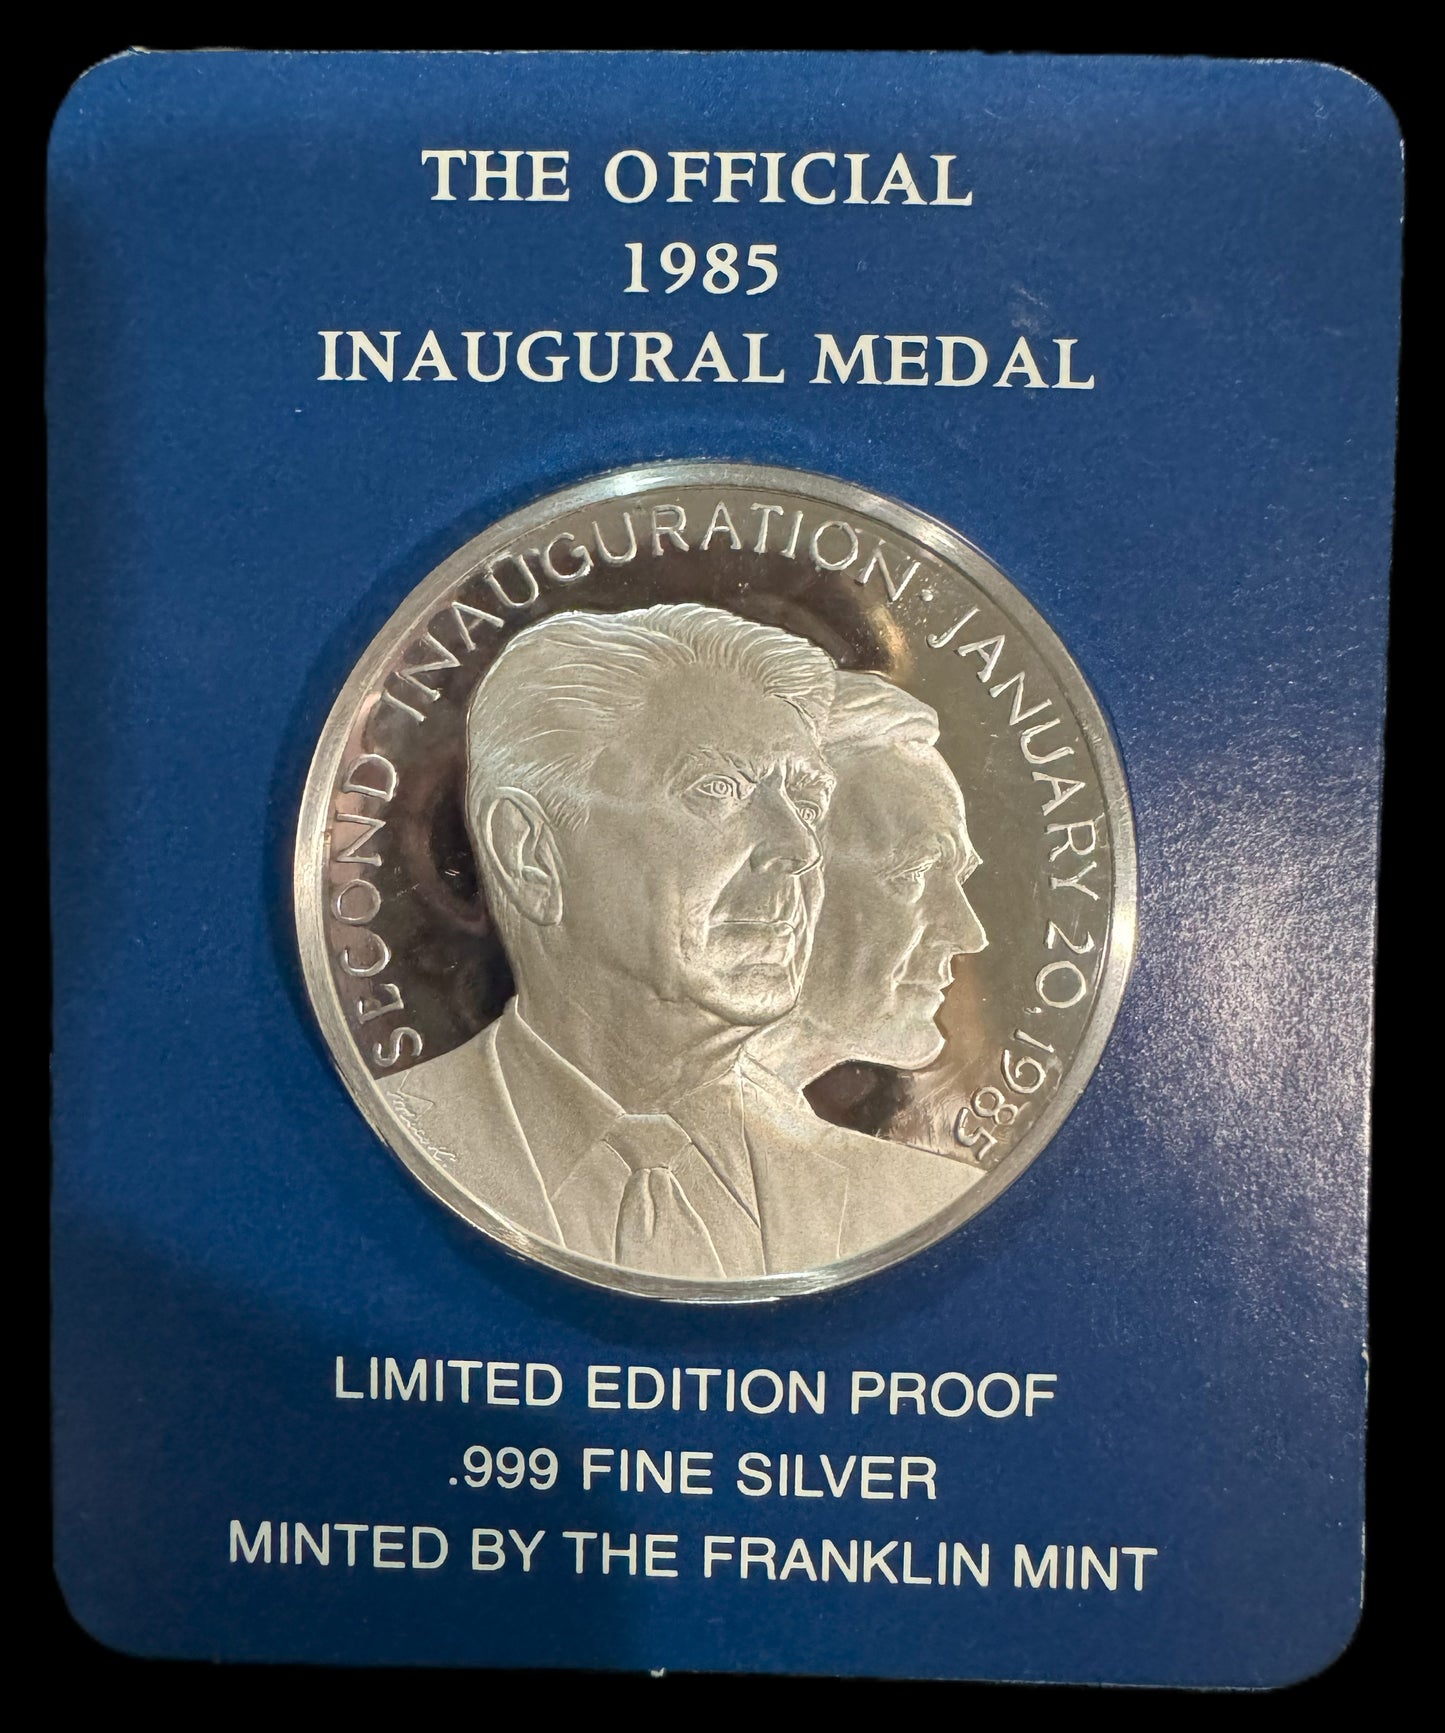 THE OFFICIAL
1985
INAUGURAL MEDAL
SECOND INAUGURATION · JANUARY 20, 1985
LIMITED EDITION PROOF
.999 FINE SILVER
MINTED BY THE FRANKLIN MINT